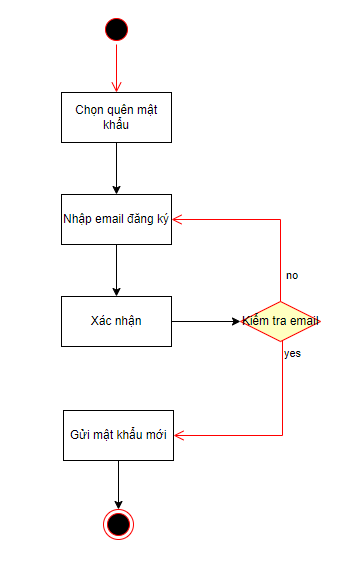 Chọn quên mật
khẩu
Nhập email đăng ký
no
Xác nhận
Kiểm tra email
yes
Gửi mật khẩu mới